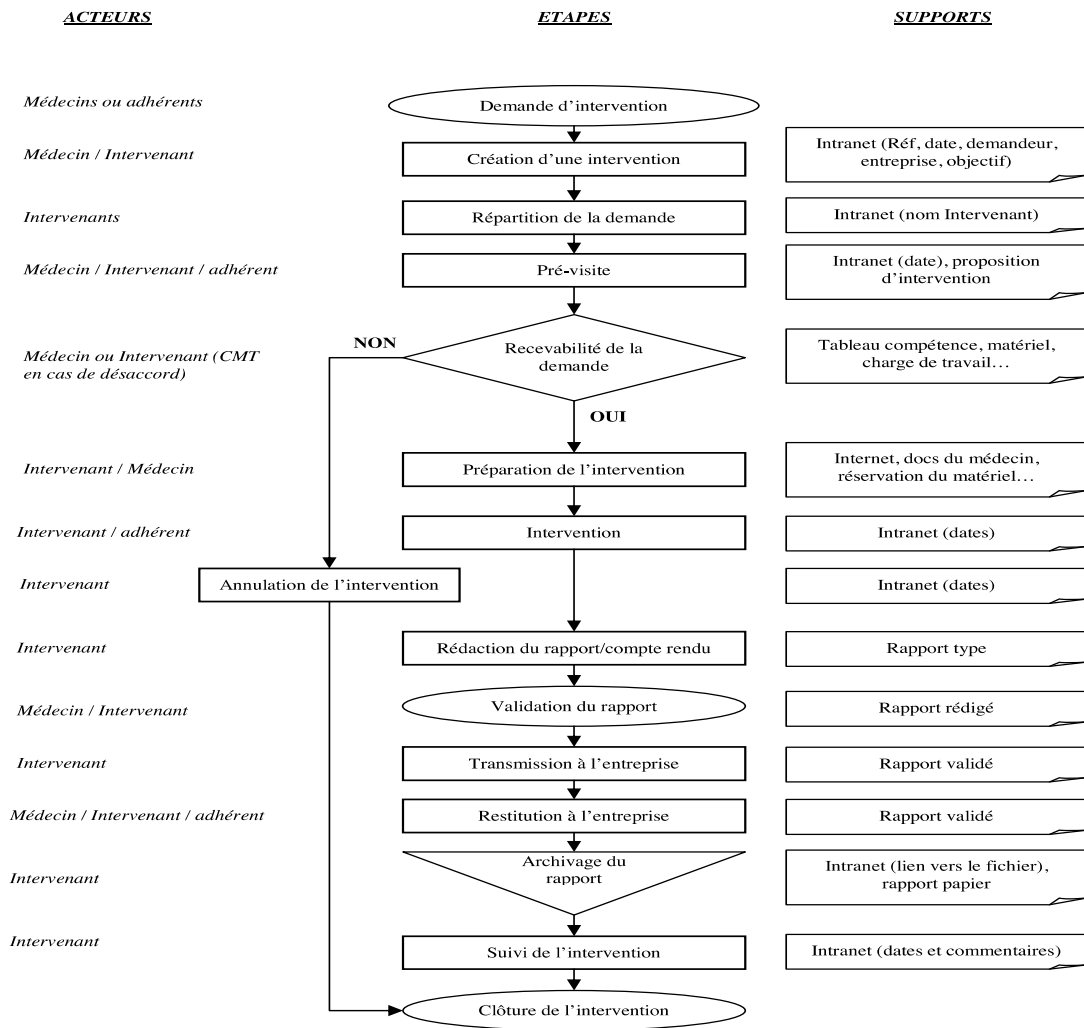 ACTEURS
ETAPES
SUPPORTS
Médecins ou adhérents
Demande d'intervention
Médecin / Intervenant
Création d'une intervention
Intranet (Réf, date, demandeur,
entreprise, objectif)
Intervenants
Répartition de la demande
Intranet (nom Intervenant)
Médecin / Intervenant / adhérent
Pré-visite
Intranet (date), proposition
d'intervention
NON
Médecin ou Intervenant (CMT
en cas de désaccord)
Recevabilité de la
demande
Tableau compétence, matériel,
charge de travail…
OUI
Intervenant / Médecin
Préparation de l'intervention
Internet, docs du médecin,
réservation du matériel…
Intervenant / adhérent
Intervention
Intranet (dates)
Intervenant
Annulation de l'intervention
Intranet (dates)
Intervenant
Rédaction du rapport/compte rendu
Rapport type
Médecin / Intervenant
Validation du rapport
Rapport rédigé
Intervenant
Transmission à l'entreprise
Rapport validé
Médecin / Intervenant / adhérent
Restitution à l'entreprise
Rapport validé
Intervenant
Archivage du
rapport
Intranet (lien vers le fichier),
rapport papier
Intervenant
Suivi de l'intervention
Intranet (dates et commentaires)
Clôture de l'intervention